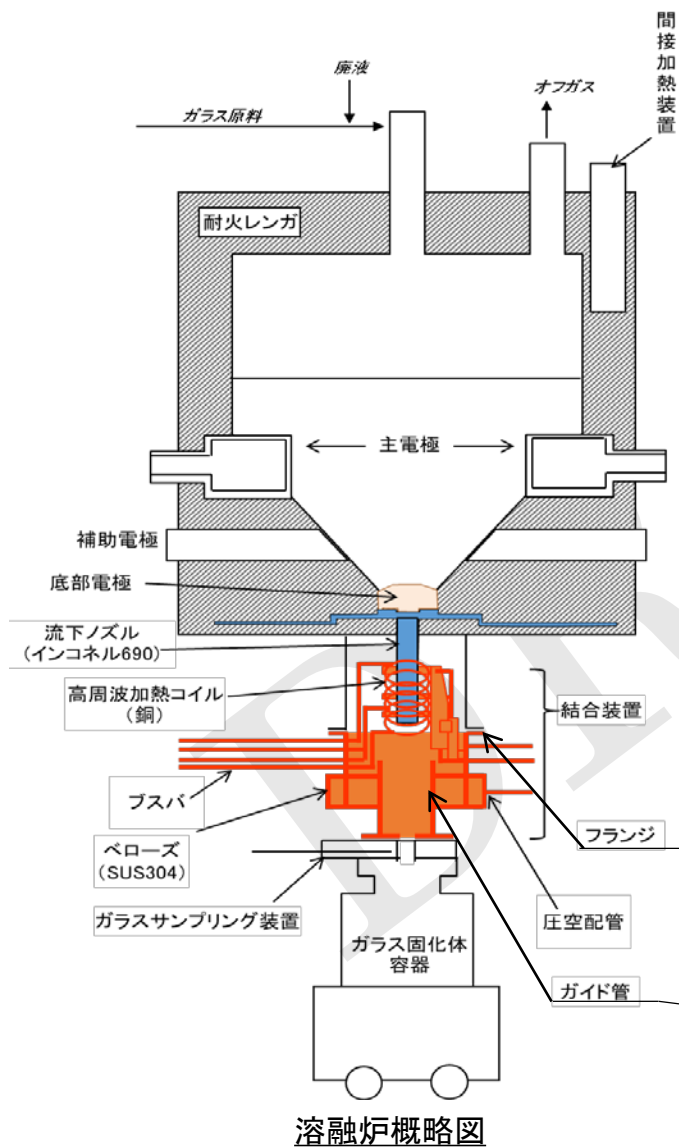 間接加熱装置
廃液
ガラス原料
オフガス
耐火レンガ
主電極
補助電極
底部電極
流下ノズル
(インコネル690)
高周波加熱コイル
(銅)
結合装置
ブスバ
フランジ
ベローズ
(SUS304)
ガラスサンプリング装置
圧空配管
ガラス固化体
容器
ガイド管
溶融炉概略図